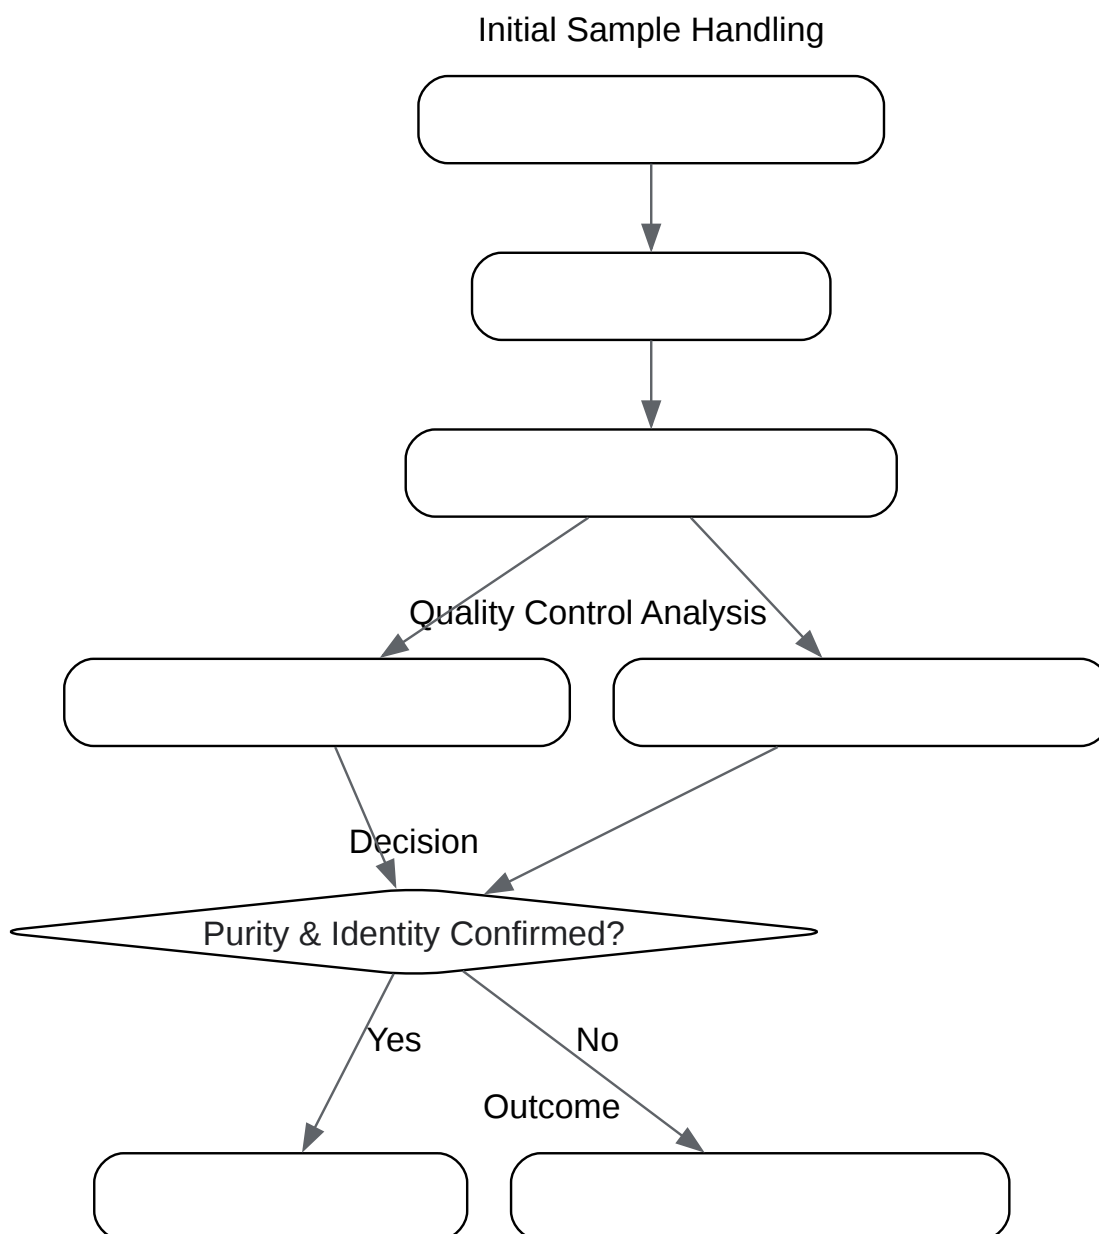 Initial Sample Handling
Quality Control Analysis
Decision
Purity & Identity Confirmed?
Yes
No
Outcome